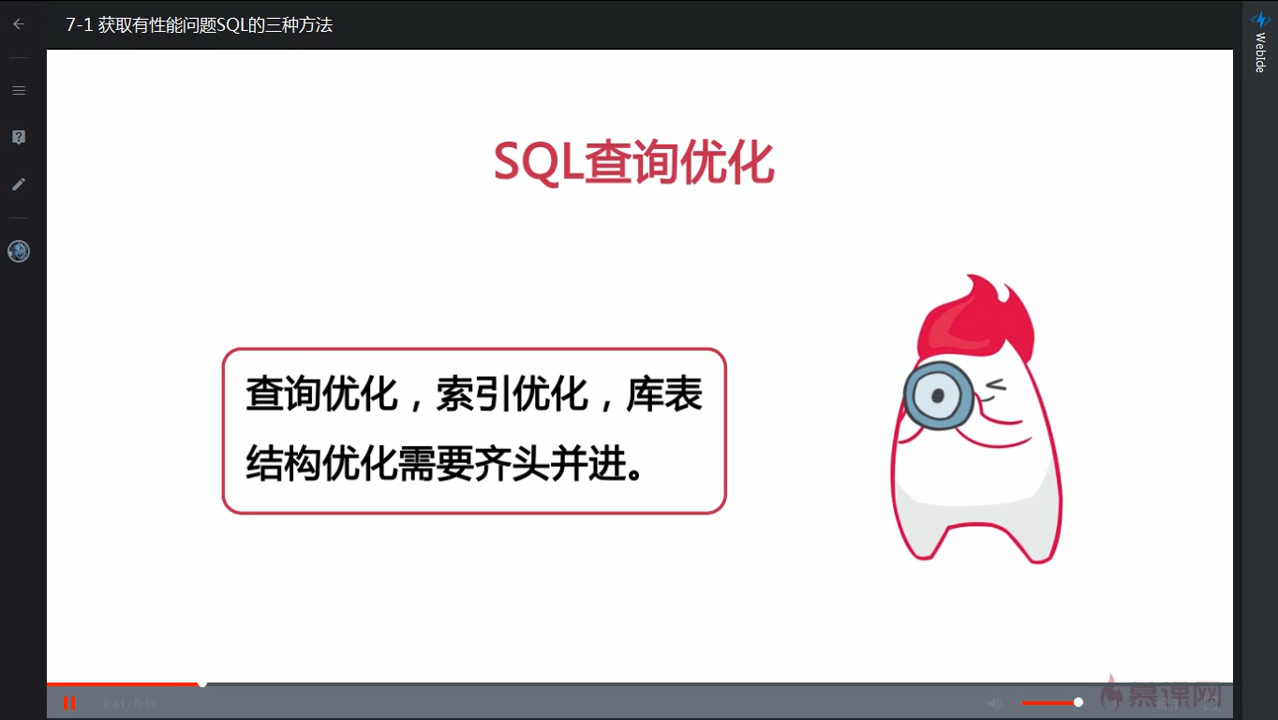 7-1 获取有性能问题SQL的三种方法
WebIde
SQL查询优化
查询优化，索引优化，库表
结构优化需要齐头并进。
0:41 / 5:14
慕课网